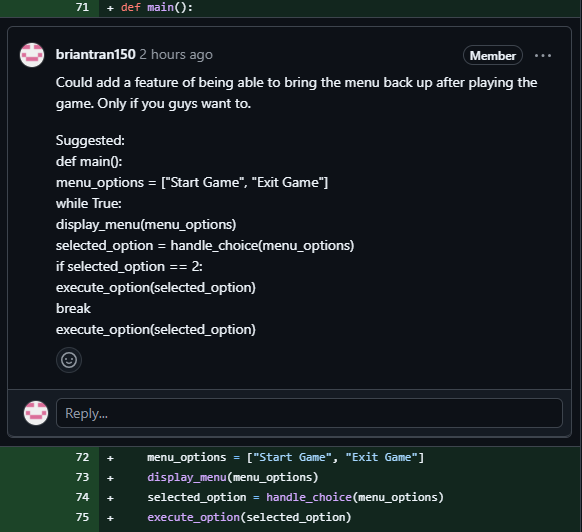 71 + def main():
briantran150 2 hours ago Member ...
Could add a feature of being able to bring the menu back up after playing the
game. Only if you guys want to.
Suggested:
def main():
menu_options = ["Start Game", "Exit Game"]
while True:
display_menu(menu_options)
selected_option = handle_choice(menu_options)
if selected_option == 2:
execute_option(selected_option)
break
execute_option(selected_option)
Reply...
72 + menu_options = ["Start Game", "Exit Game"]
73 + display_menu(menu_options)
74 + selected_option = handle_choice(menu_options)
75 + execute_option(selected_option)